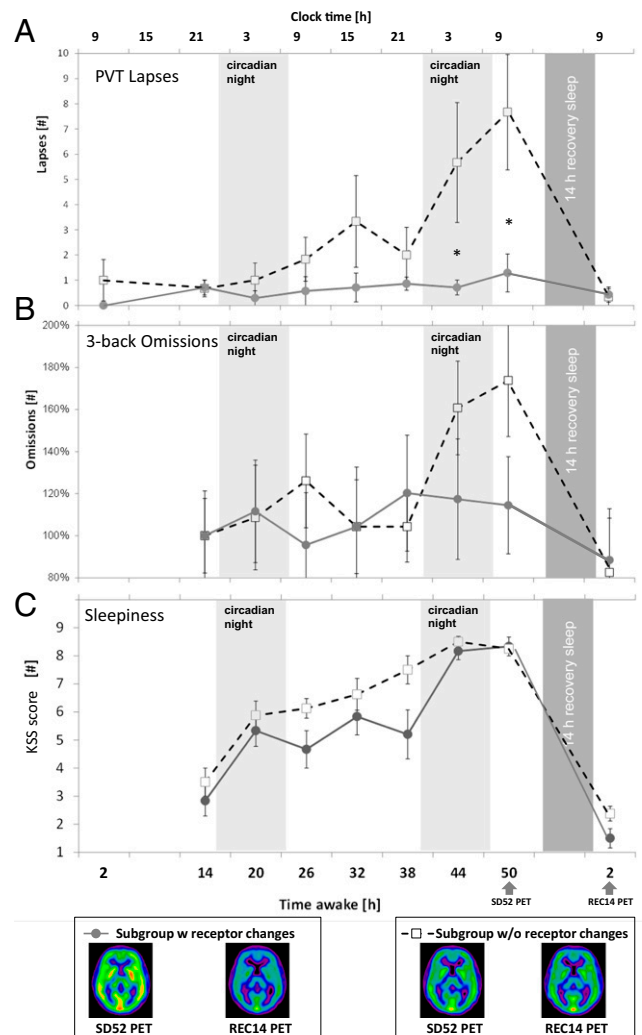 Clock time [h]
A
9 15 21 3 9 15 21 3 9 9
PVT Lapses
circadian
night
circadian
night
14 h recovery sleep
Lapses [#]
10
9
8
7
6
5
4
3
2
1
0
*
*
B
3-back Omissions
circadian
night
circadian
night
14 h recovery sleep
Omissions [#]
200%
180%
160%
140%
120%
100%
80%
C
Sleepiness
circadian
night
circadian
night
14 h recovery sleep
KSS score [#]
9
8
7
6
5
4
3
2
1
2 14 20 26 32 38 44 50 2
Time awake [h]
SD52 PET
REC14 PET
Subgroup w receptor changes
SD52 PET REC14 PET
Subgroup w/o receptor changes
SD52 PET REC14 PET